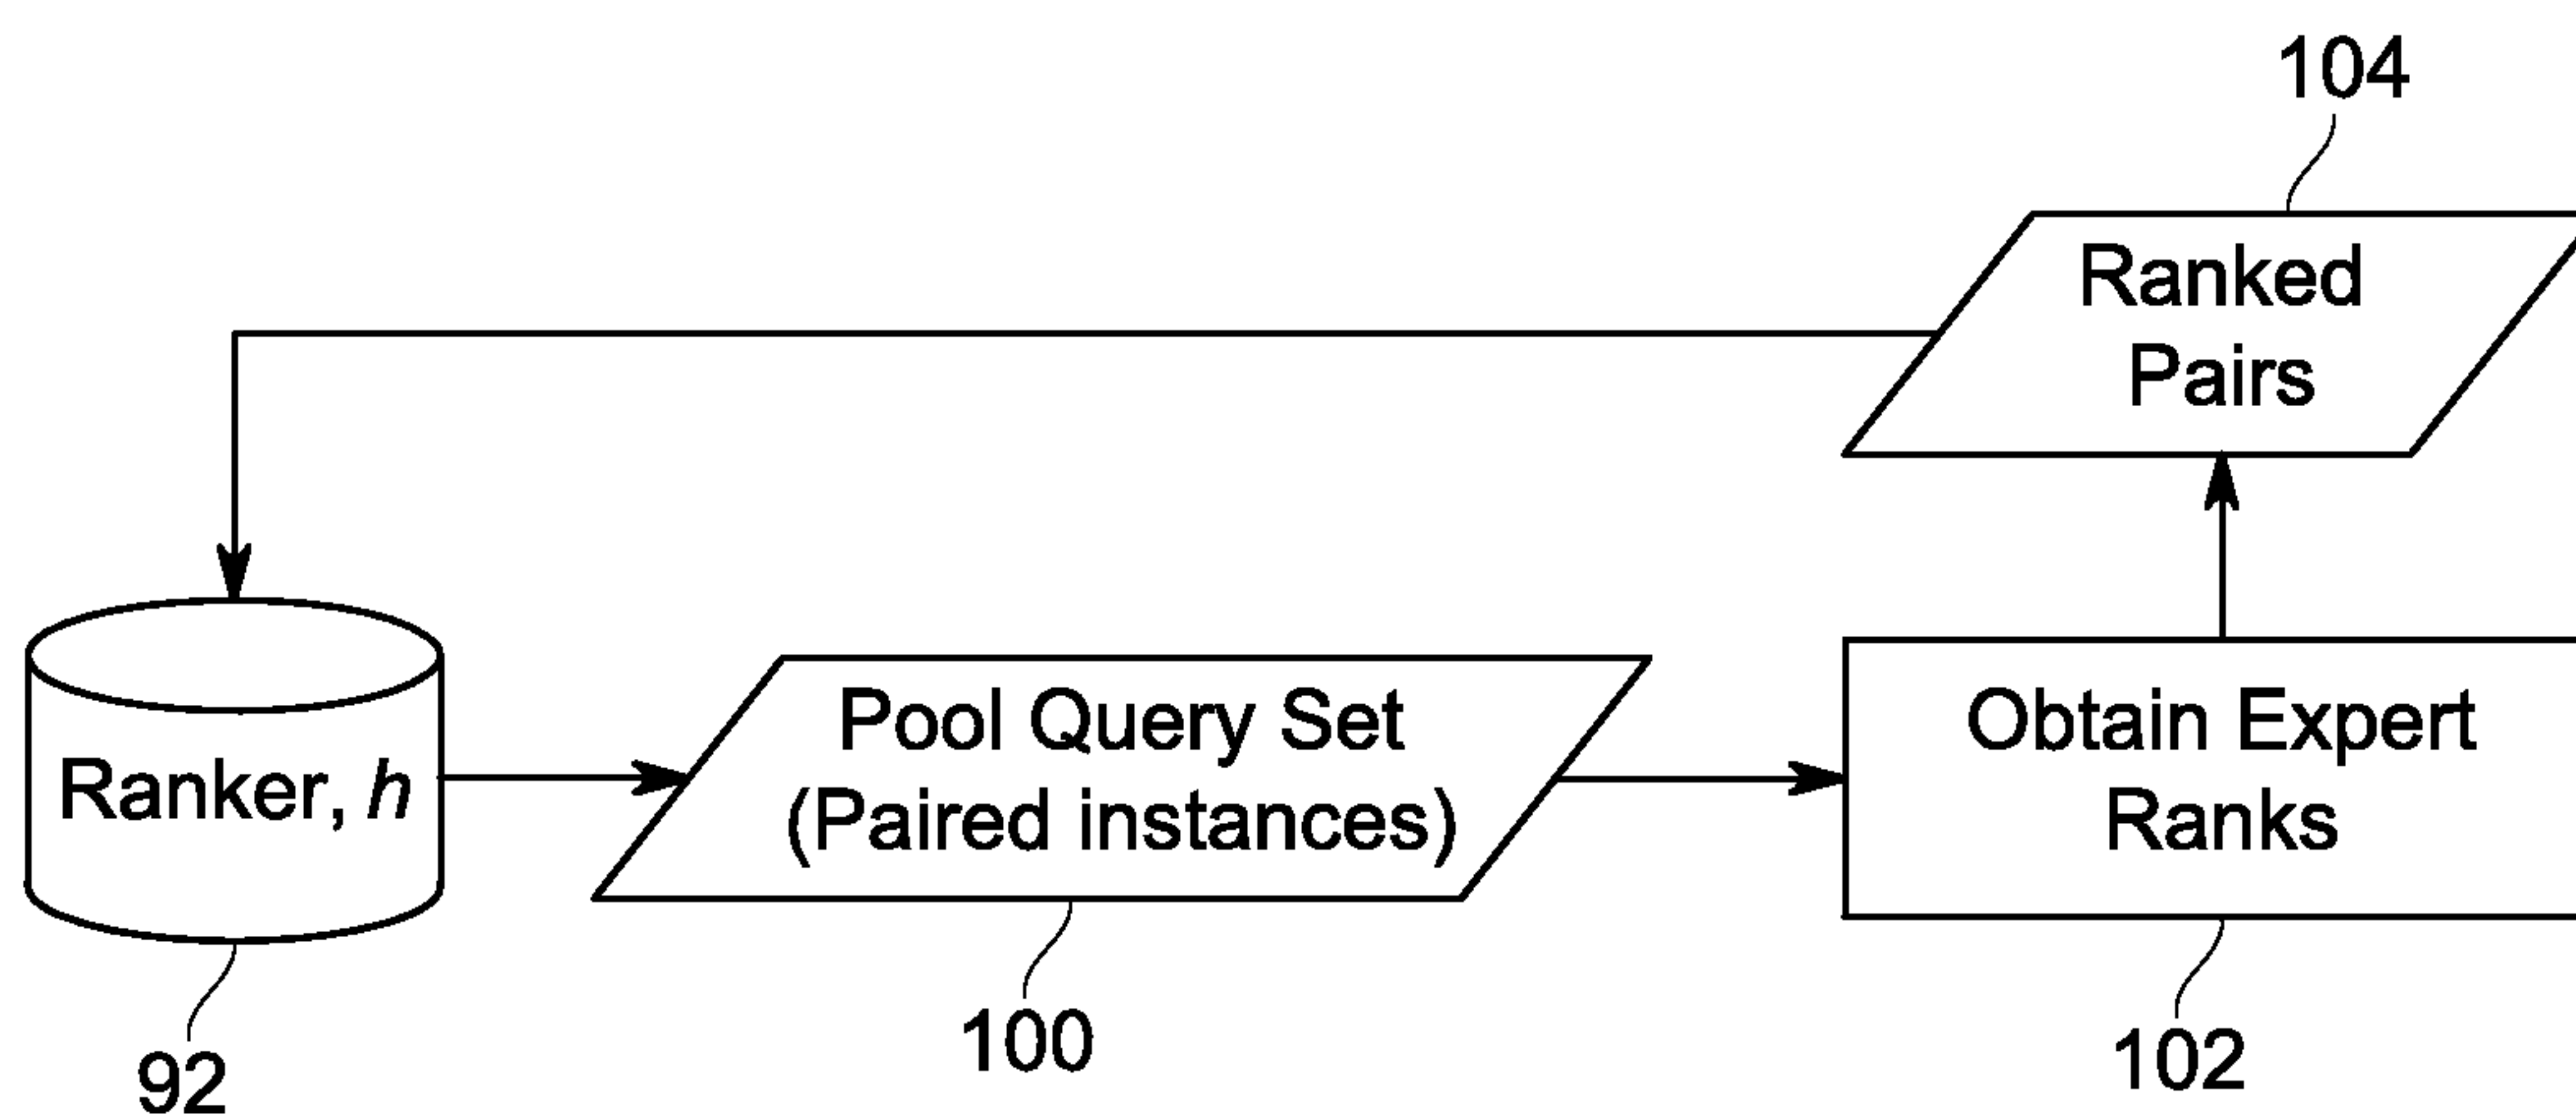 104
Ranked
Pairs
Ranker, h
Pool Query Set
(Paired instances)
Obtain Expert
Ranks
92
100
102